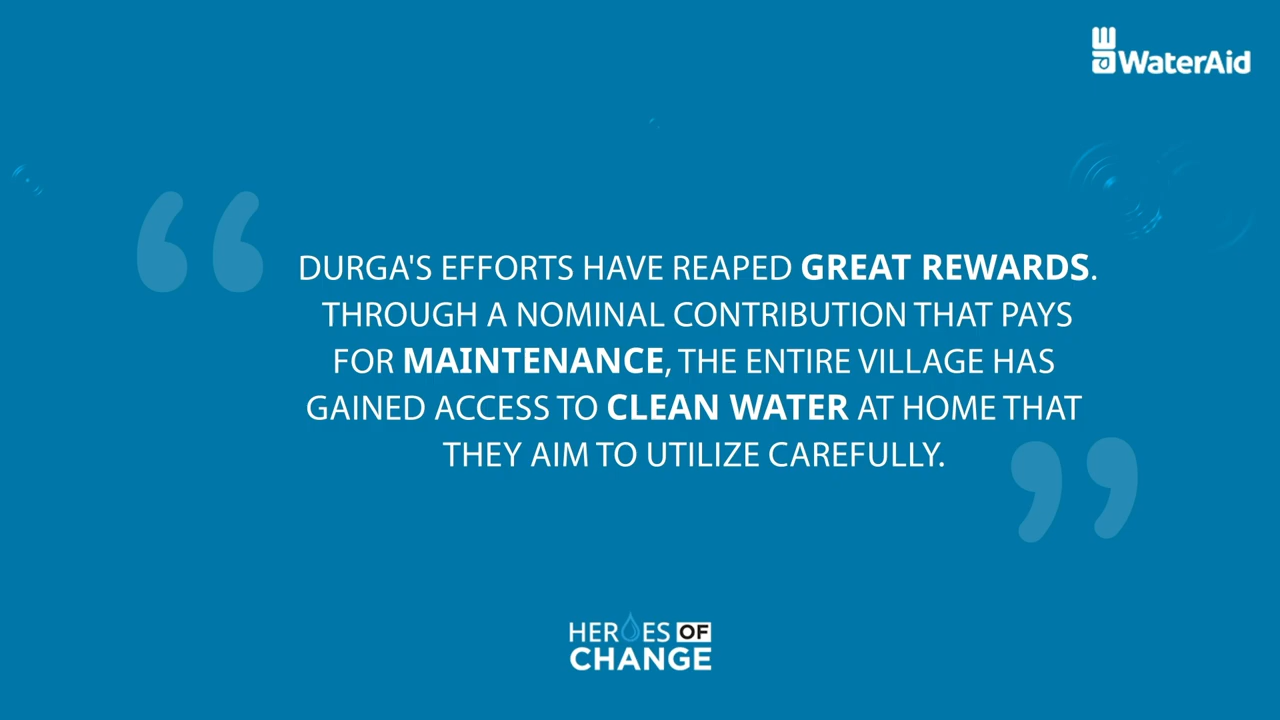 WaterAid
DURGA'S EFFORTS HAVE REAPED GREAT REWARDS.
THROUGH A NOMINAL CONTRIBUTION THAT PAYS
FOR MAINTENANCE, THE ENTIRE VILLAGE HAS
GAINED ACCESS TO CLEAN WATER AT HOME THAT
THEY AIM TO UTILIZE CAREFULLY.
HEROES OF
CHANGE